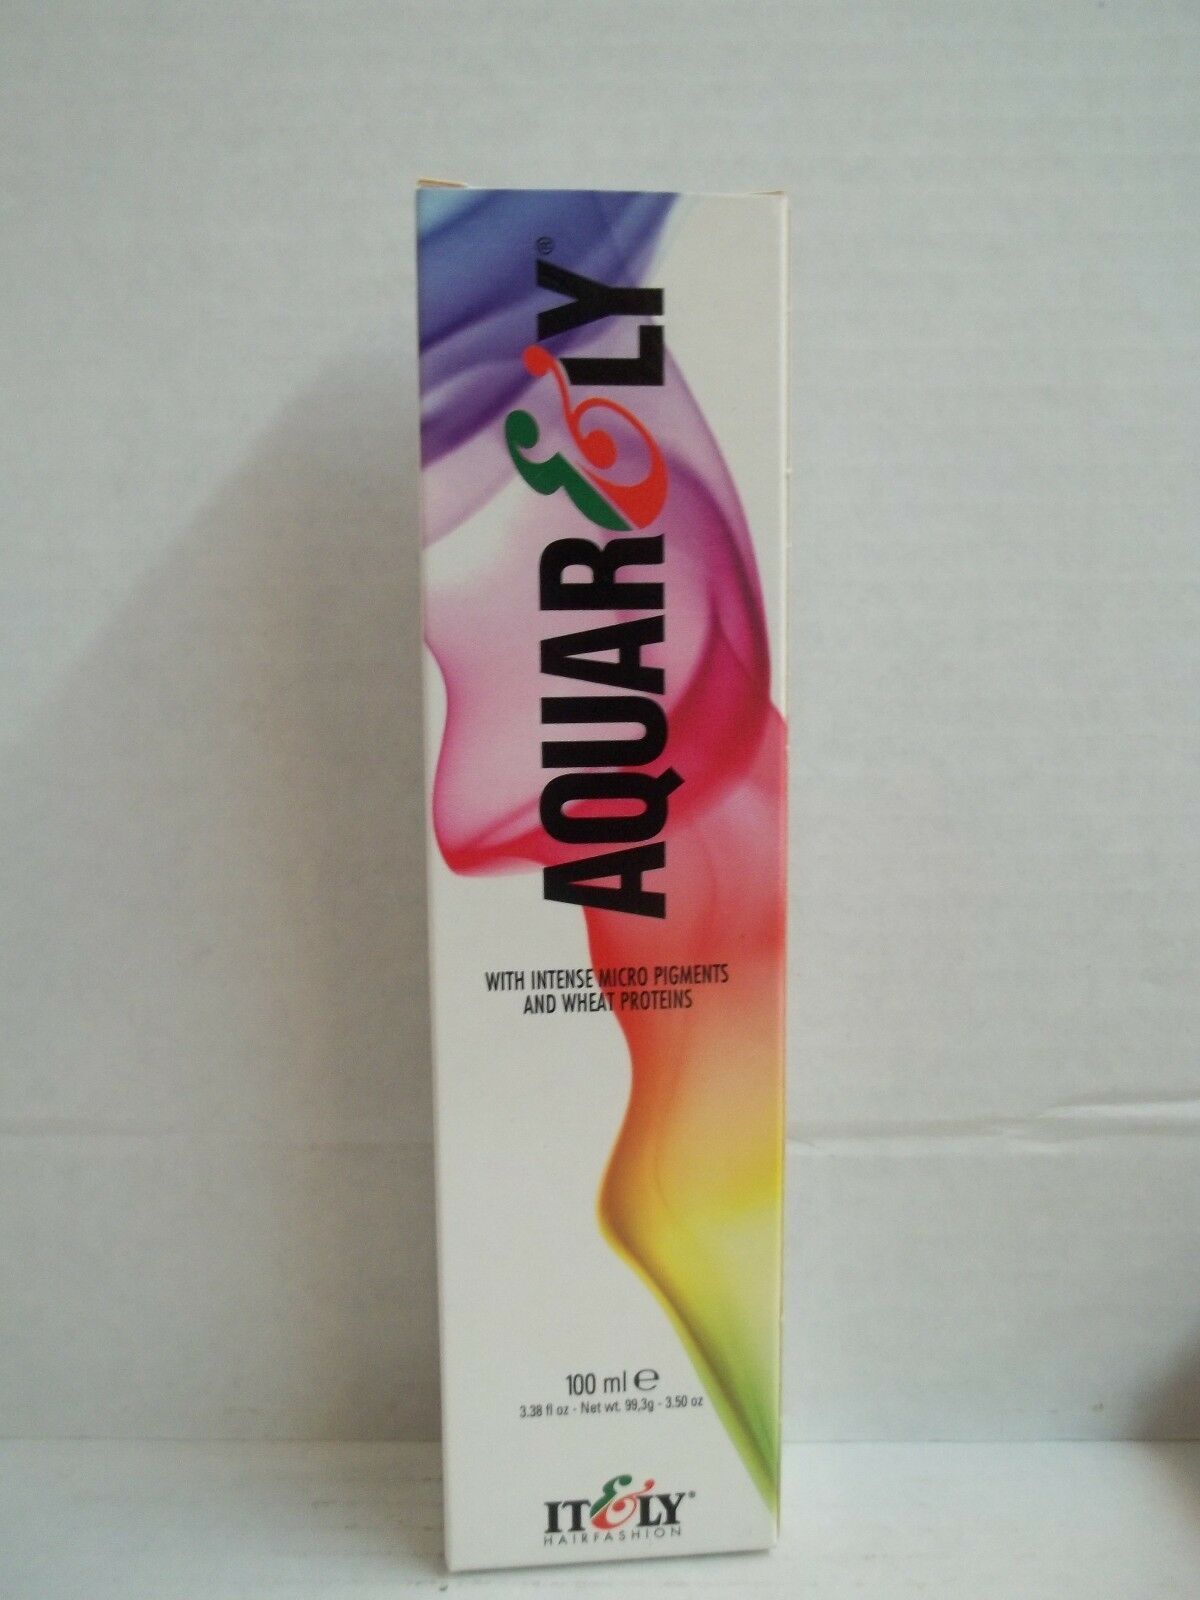 AQUAR&LY®
WITH INTENSE MICRO PIGMENTS
AND WHEAT PROTEINS
100 ml ℮
3.38 fl oz - Net wt. 99,3g - 3.50 oz
IT&LY®
HAIRFASHION